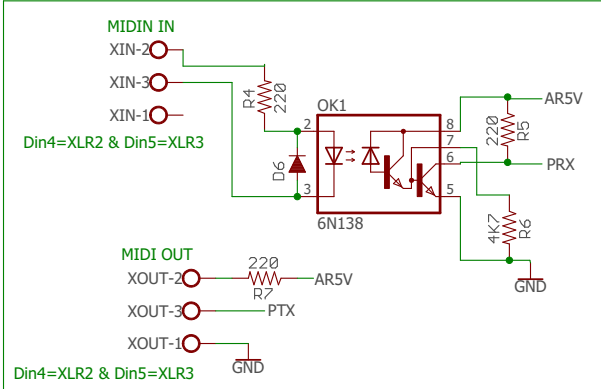 MIDIN IN
XIN-2
XIN-3
XIN-1
Din4=XLR2 & Din5=XLR3
R4
220
D6
OK1
2
3
8
7
6
5
6N138
AR5V
220
R5
PRX
4K7
R6
GND
MIDI OUT
XOUT-2
220
R7
AR5V
XOUT-3
PTX
XOUT-1
GND
Din4=XLR2 & Din5=XLR3